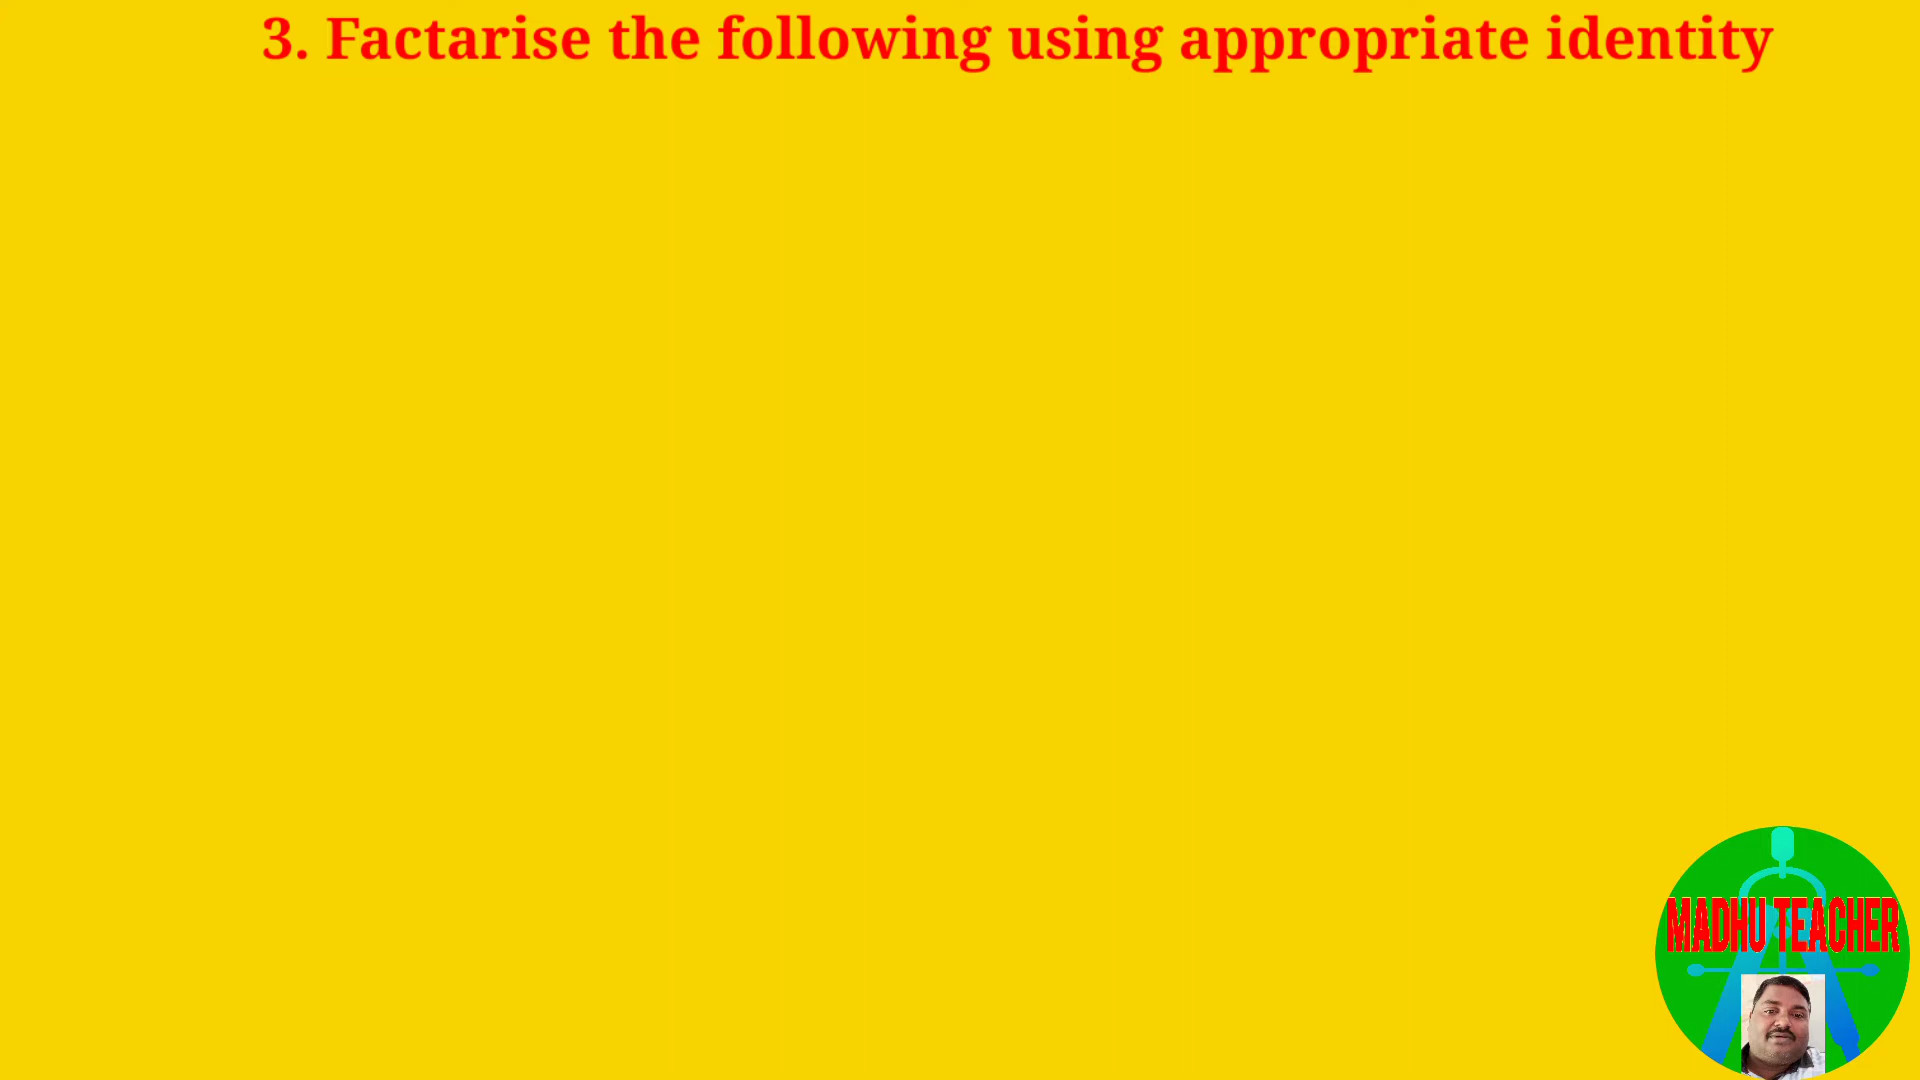 3. Factarise the following using appropriate identity
MADHU TEACHER